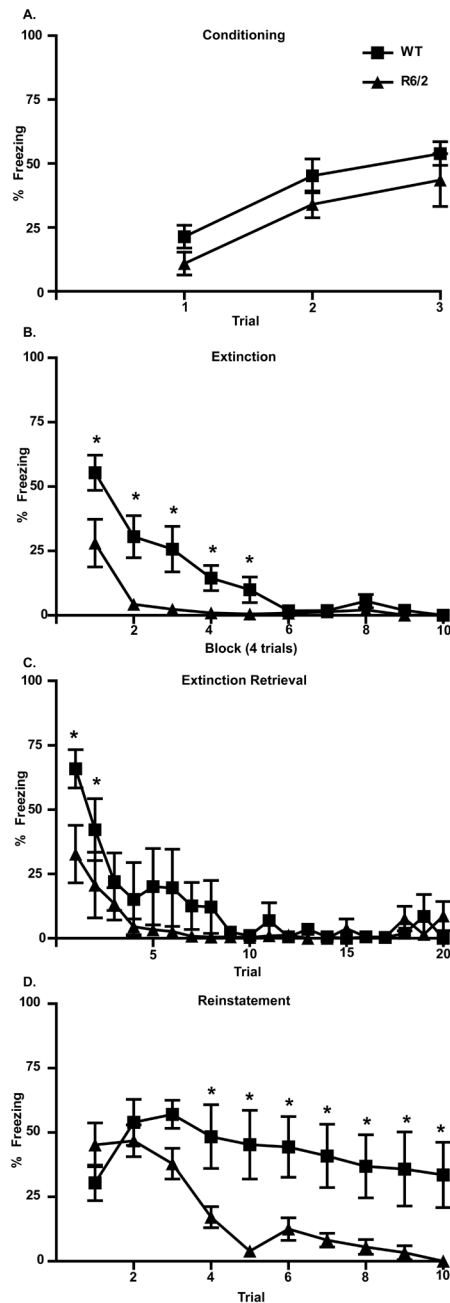 A.
Conditioning
100
WT
R6/2
75
50
25
0
% Freezing
1 2 3
Trial
B.
Extinction
100
75
50
25
0
% Freezing
* * * * *
2 4 6 8 10
Block (4 trials)
C.
Extinction Retrieval
100
75
50
25
0
% Freezing
* *
5 10 15 20
Trial
D.
Reinstatement
100
75
50
25
0
% Freezing
* * * * * * *
2 4 6 8 10
Trial